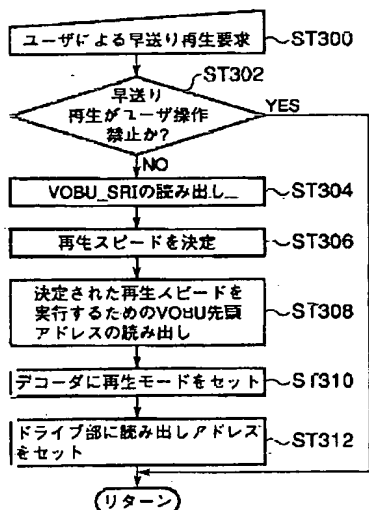 ユーザによる早送り再生要求
ST300
ST302
早送り
再生がユーザ操作
禁止か?
YES
NO
VOBU_SRIの読み出し
ST304
再生スピードを決定
ST306
決定された再生スピードを
実行するためのVOBU先頭
アドレスの読み出し
ST308
デコーダに再生モードをセット
ST310
ドライブ部に読み出しアドレス
をセット
ST312
リターン